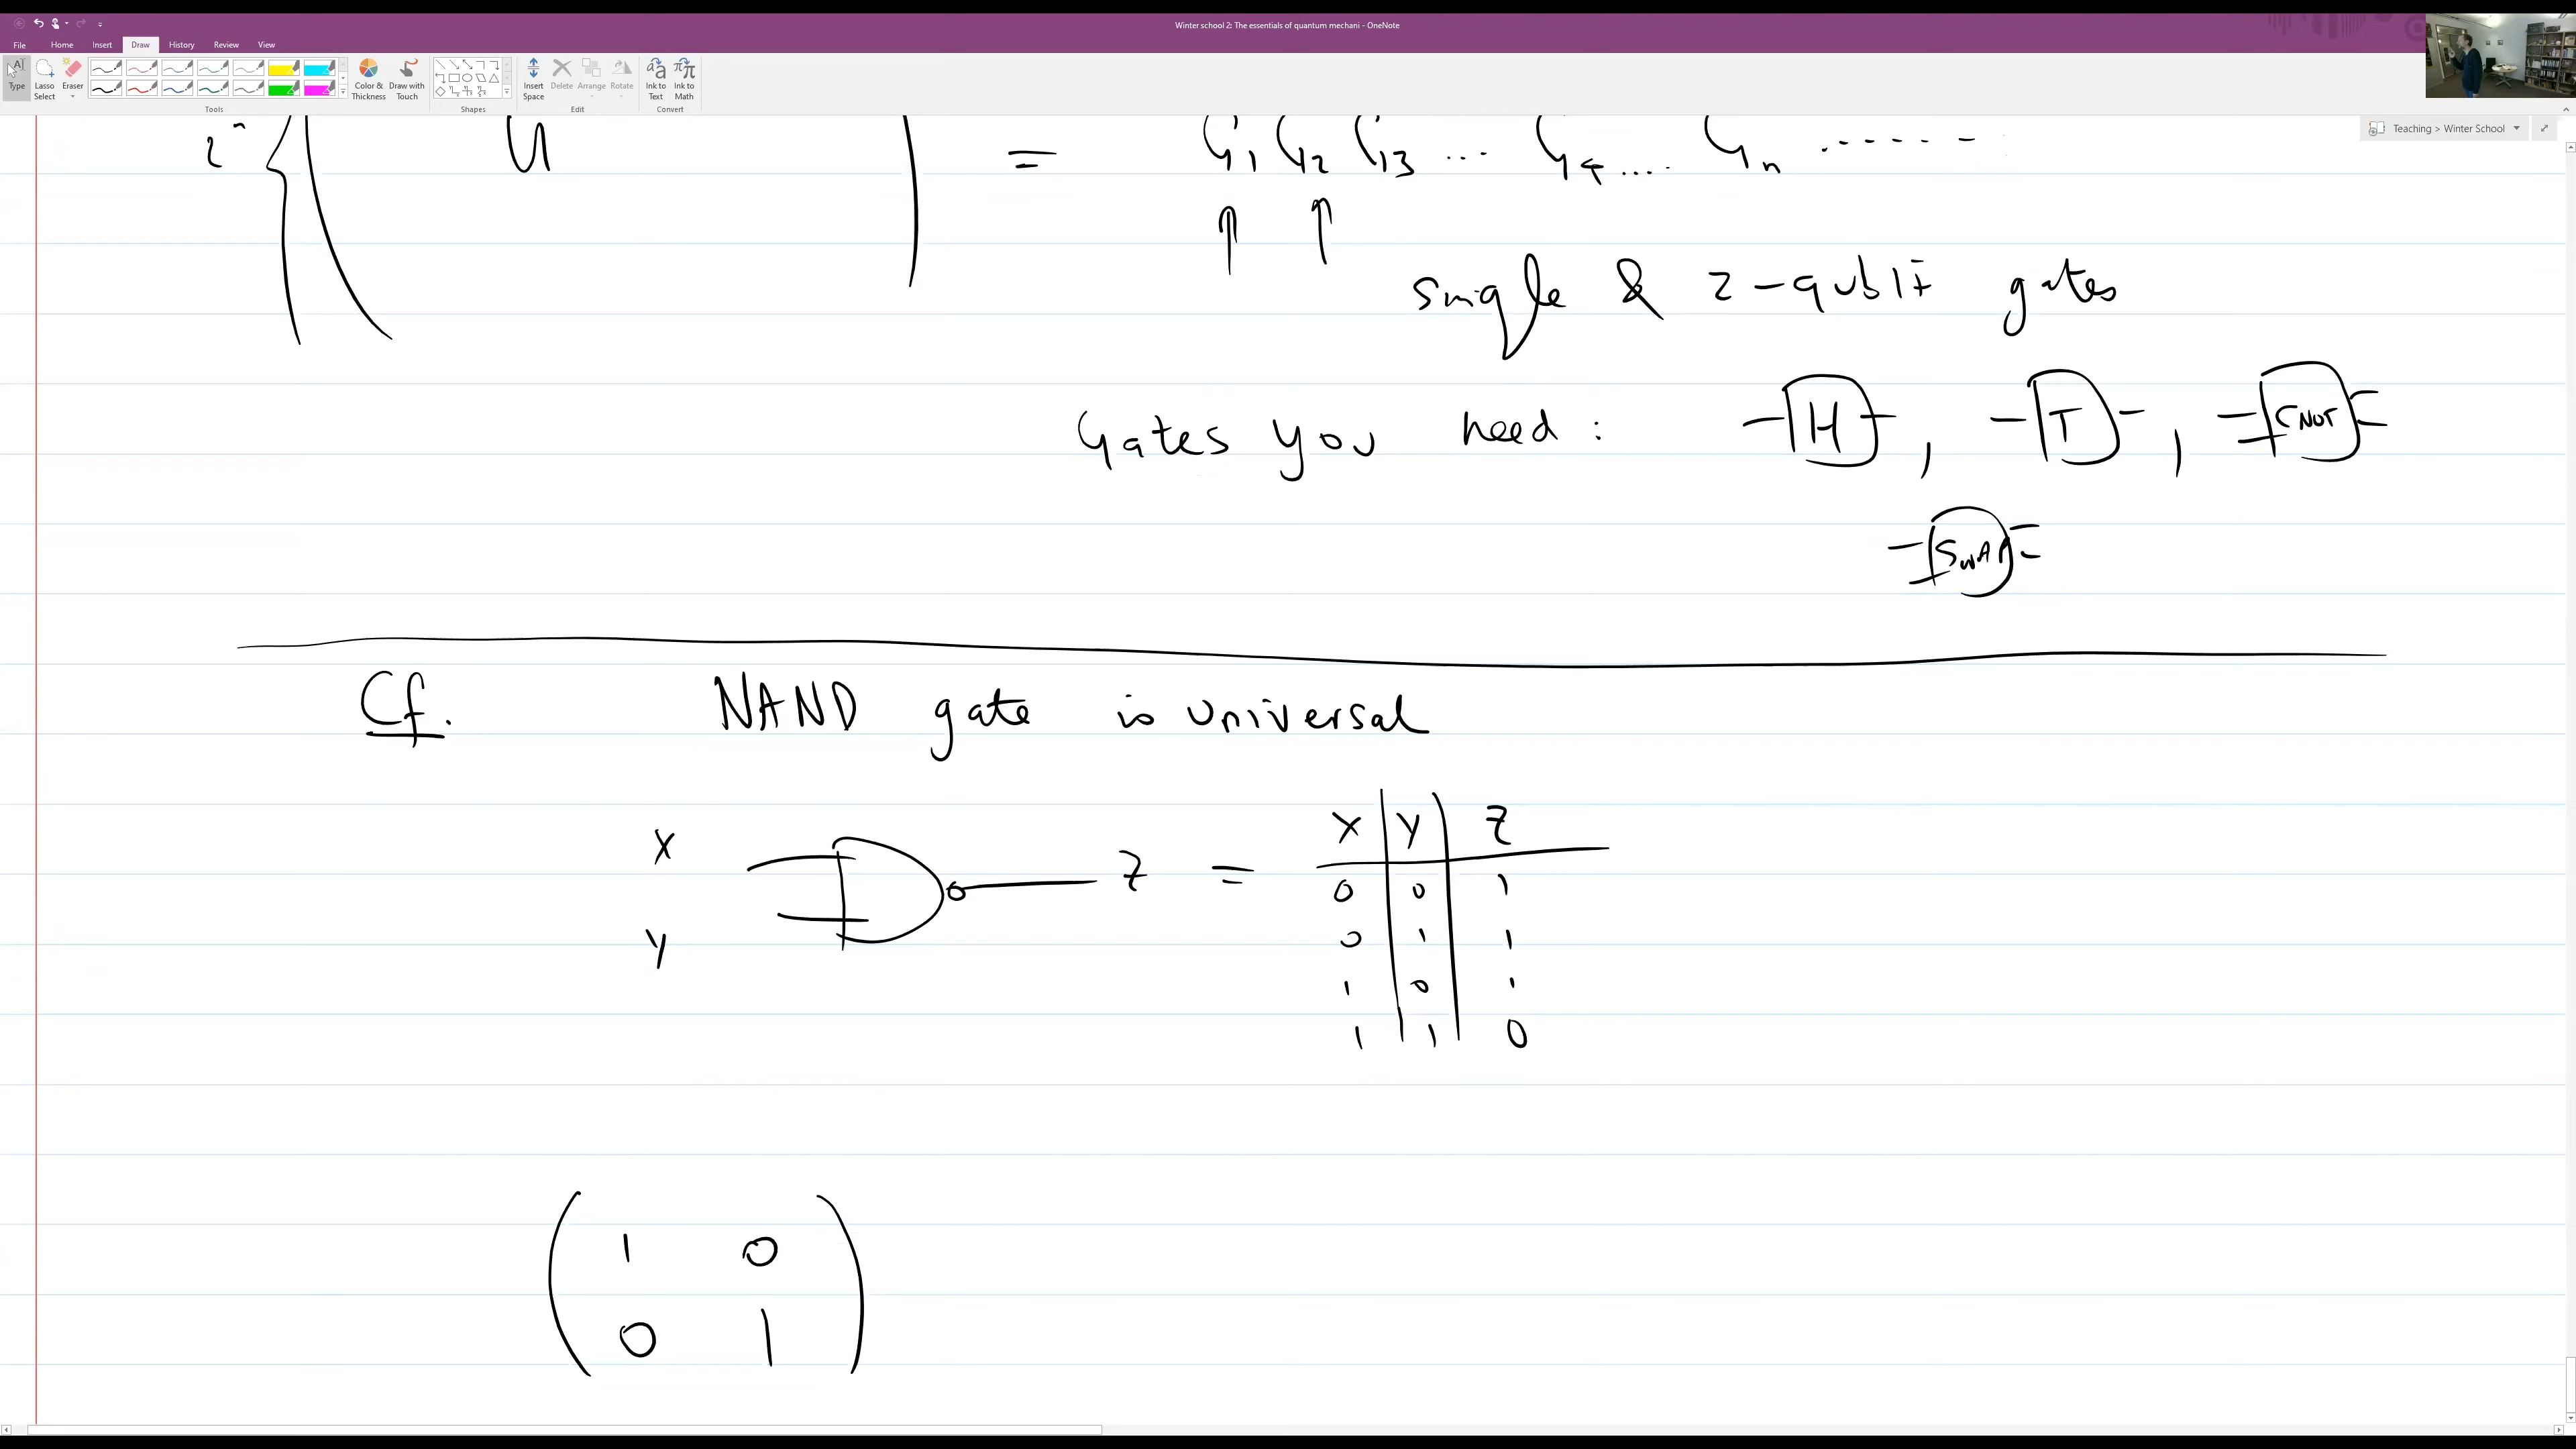 Winter school 2: The essentials of quantum mechani - OneNote
File Home Insert Draw History Review View
Type Lasso Select Eraser Color & Thickness Draw with Touch Insert Space Delete Arrange Rotate Ink to Text Ink to Math
Tools Shapes Edit Convert
Teaching > Winter School
U = G1 G2 G3 ... G4 .... Gn .......
single & 2-qubit gates
Gates you need : H , T , CNOT
SWAP
Cf. NAND gate is universal
X
y
z =
X y z
0 0 1
0 1 1
1 0 1
1 1 0
1 0
0 1